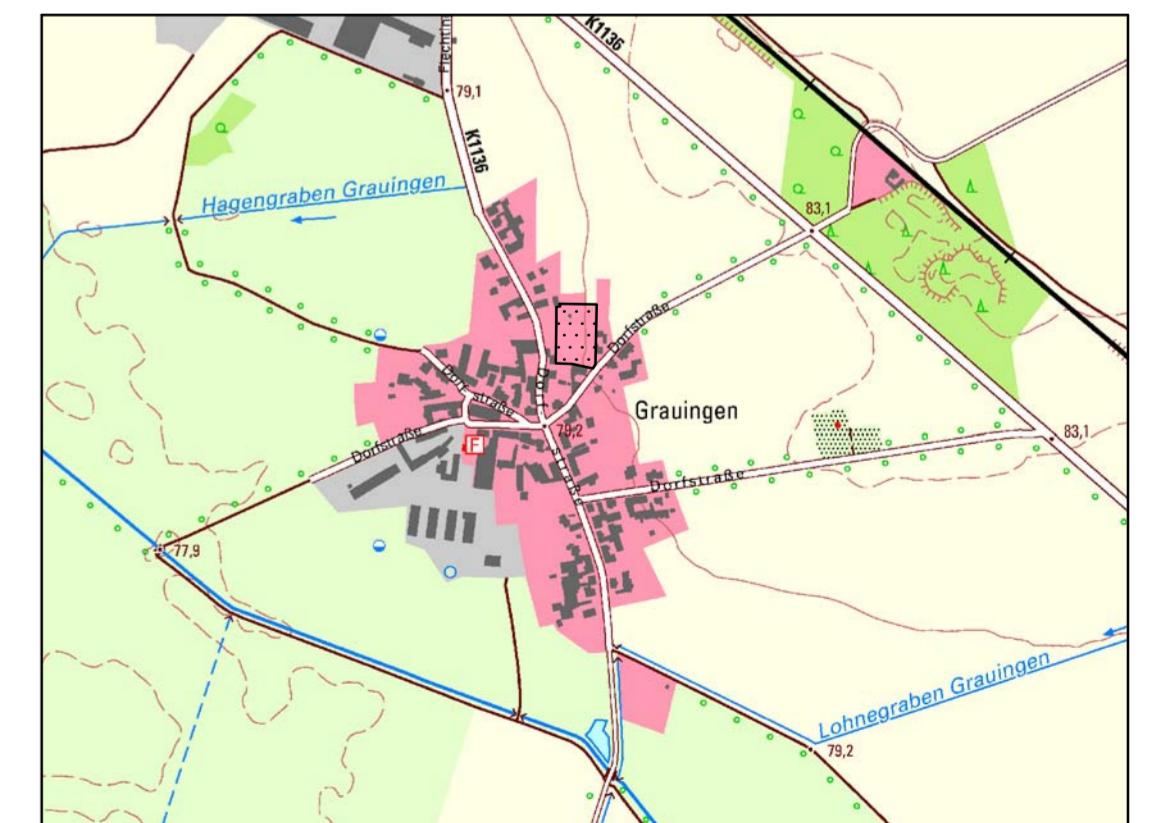 K1136
79,1
K1136
Hagengraben Grauingen
83,1
Dorfstraße
Dorfstraße
Dorfstraße
Grauingen
79,2
F
Dorfstraße
83,1
Dorfstraße
77,9
Lohnegraben Grauingen
79,2